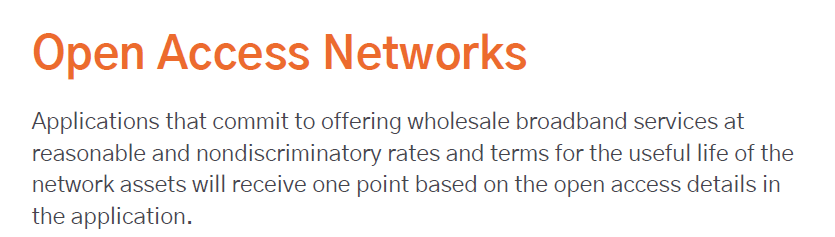 Open Access Networks
Applications that commit to offering wholesale broadband services at
reasonable and nondiscriminatory rates and terms for the useful life of the
network assets will receive one point based on the open access details in
the application.